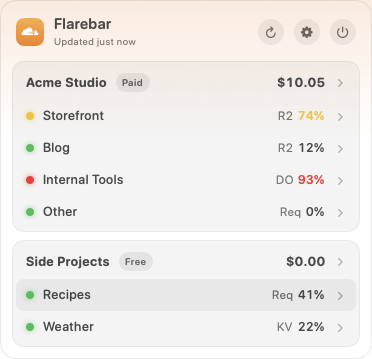 Flarebar
Updated just now
Acme Studio Paid $10.05
Storefront R2 74%
Blog R2 12%
Internal Tools DO 93%
Other Req 0%
Side Projects Free $0.00
Recipes Req 41%
Weather KV 22%